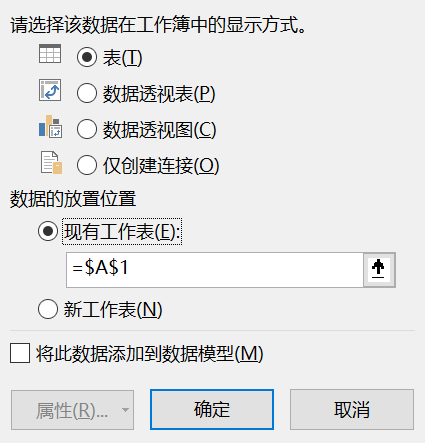 请选择该数据在工作簿中的显示方式。
表(T)
数据透视表(P)
数据透视图(C)
仅创建连接(O)
数据的放置位置
现有工作表(E):
=$A$1
新工作表(N)
将此数据添加到数据模型(M)
属性(R)...
确定
取消